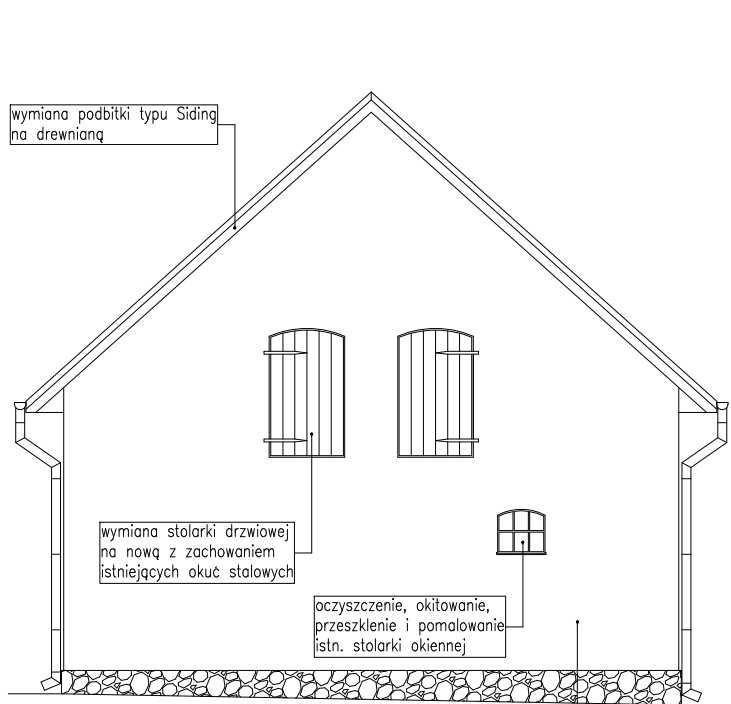 wymiana podbitki typu Siding
na drewnianą
wymiana stolarki drzwiowej
na nową z zachowaniem
istniejących okuć stalowych
oczyszczenie, okitowanie,
przeszklenie i pomalowanie
istn. stolarki okiennej